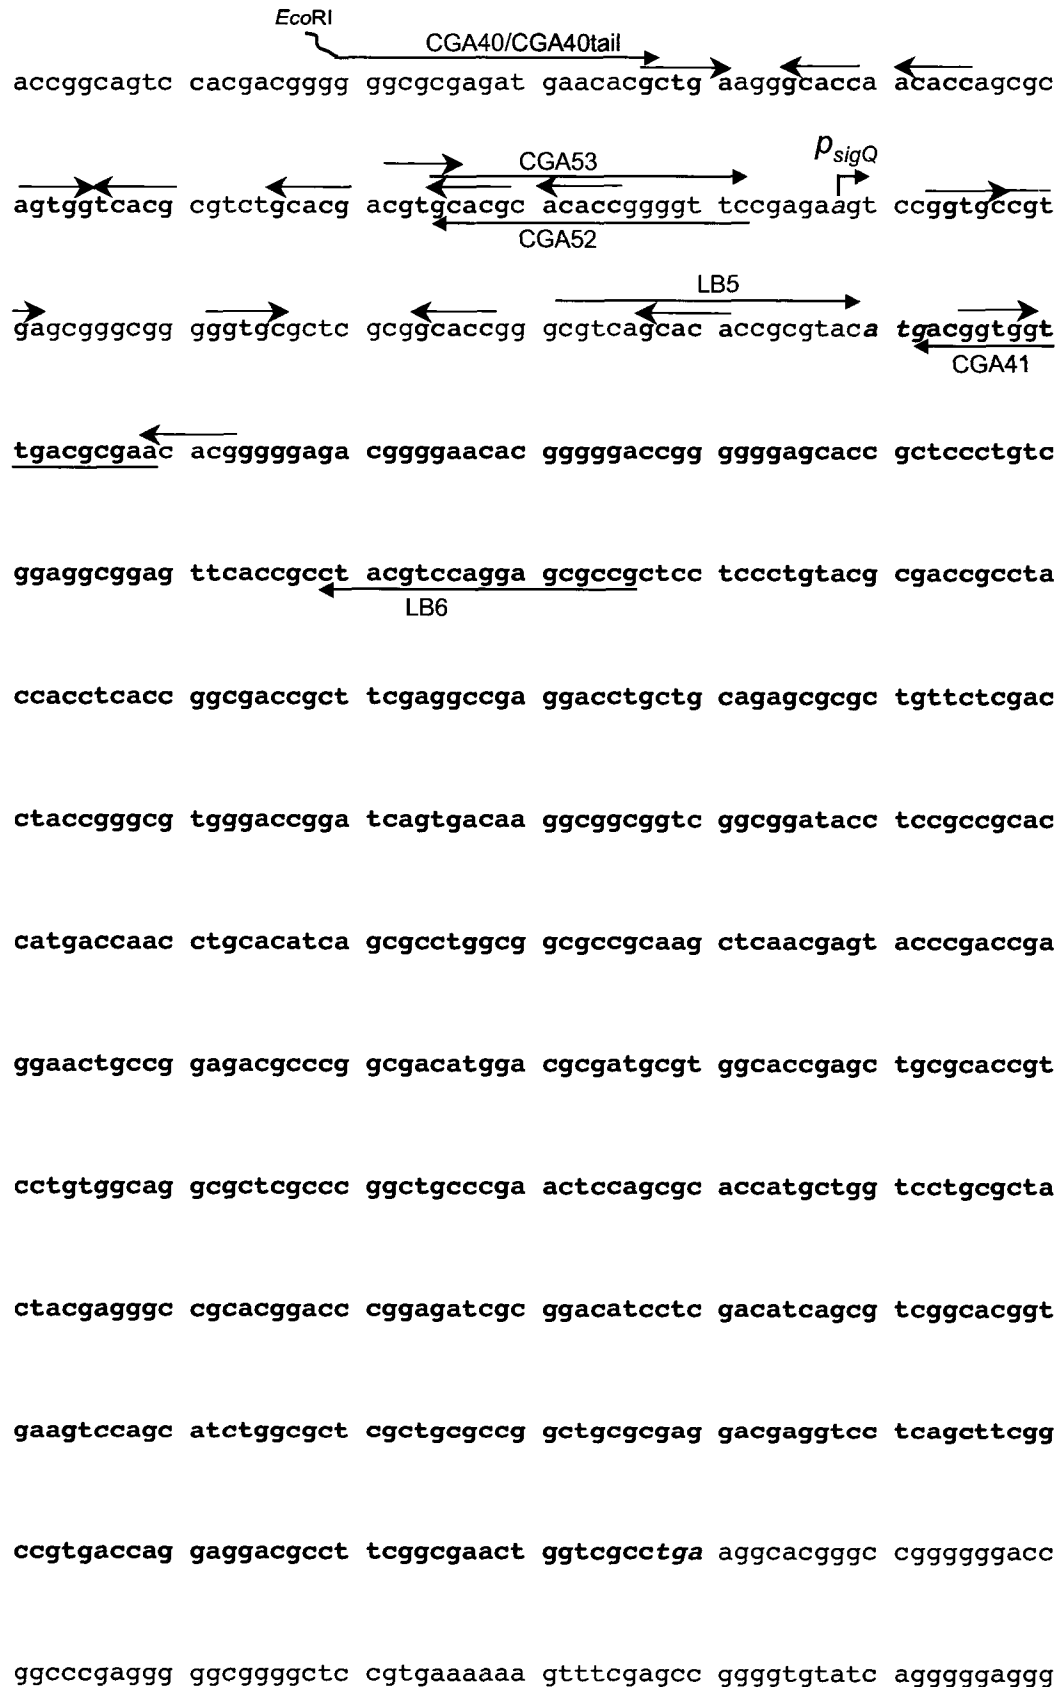 EcoRI
CGA40/CGA40tail
accggcagtc cacgacgggg ggcgcgagat gaacacgctg aagggcacca acaccagcgc
CGA53 PsigQ
agtggtcacg cgtctgcacg acgtgcacgc acaccggggt tccgagaagt ccggtgccgt
CGA52
LB5
gagcgggcgg gggtgcgctc gcggcaccgg gcgtcagcac accgcgtaca tgacggtggt
CGA41
tgacgcgaac acgggggaga cggggaacac gggggaccgg ggggagcacc gctccctgtc
ggaggcggag ttcaccgcct acgtccagga gcgccgctcc tccctgtacg cgaccgccta
LB6
ccacctcacc ggcgaccgct tcgaggccga ggacctgctg cagagcgcgc tgttctcgac
ctaccgggcg tgggaccgga tcagtgacaa ggcggcggtc ggcggatacc tccgccgcac
catgaccaac ctgcacatca gcgcctggcg gcgccgcaag ctcaacgagt acccgaccga
ggaactgccg gagacgcccg gcgacatgga cgcgatgcgt ggcaccgagc tgcgcaccgt
cctgtggcag gcgctcgccc ggctgcccga actccagcgc accatgctgg tcctgcgcta
ctacgagggc cgcacggacc cggagatcgc ggacatcctc gacatcagcg tcggcacggt
gaagtccagc atctggcgct cgctgcgccg gctgcgcgag gacgaggtcc tcagcttcgg
ccgtgaccag gaggacgcct tcggcgaact ggtcgcctga aggcacgggc cggggggacc
ggcccgaggg ggcggggctc cgtgaaaaaa gtttcgagcc ggggtgtatc agggggaggg